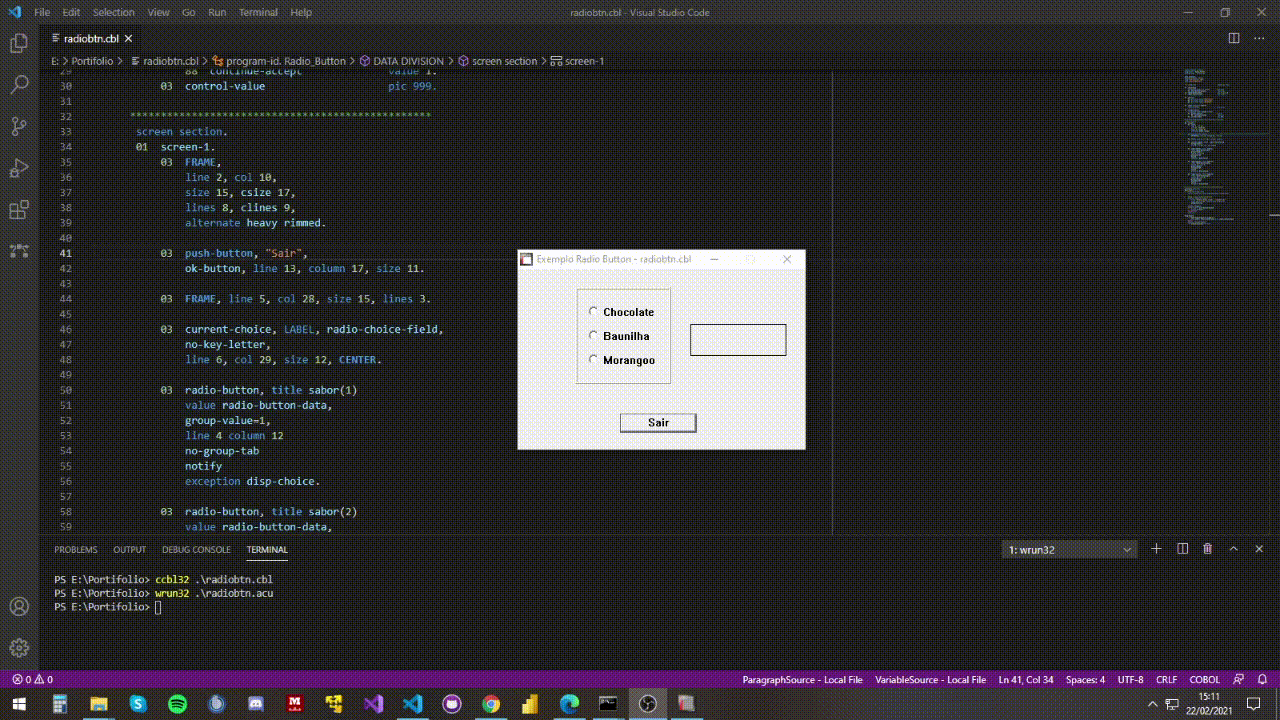 File Edit Selection View Go Run Terminal Help radiobtn.cbl - Visual Studio Code
radiobtn.cbl
E: > Portifolio > radiobtn.cbl > program-id. Radio_Button > DATA DIVISION > screen section > screen-1
29 88 continue-accept value 1.
30 03 control-value pic 999.
31
32 *************************************************
33 screen section.
34 01 screen-1.
35 03 FRAME,
36 line 2, col 10,
37 size 15, csize 17,
38 lines 8, clines 9,
39 alternate heavy rimmed.
40
41 03 push-button, "Sair",
42 ok-button, line 13, column 17, size 11.
43
44 03 FRAME, line 5, col 28, size 15, lines 3.
45
46 03 current-choice, LABEL, radio-choice-field,
47 no-key-letter,
48 line 6, col 29, size 12, CENTER.
49
50 03 radio-button, title sabor(1)
51 value radio-button-data,
52 group-value=1,
53 line 4 column 12
54 no-group-tab
55 notify
56 exception disp-choice.
57
58 03 radio-button, title sabor(2)
59 value radio-button-data,
Exemplo Radio Button - radiobtn.cbl
Chocolate
Baunilha
Morangoo
Sair
PROBLEMS OUTPUT DEBUG CONSOLE TERMINAL 1: wrun32
PS E:\Portifolio> ccbl32 .\radiobtn.cbl
PS E:\Portifolio> wrun32 .\radiobtn.acu
PS E:\Portifolio>
0 0 ParagraphSource - Local File VariableSource - Local File Ln 41, Col 34 Spaces: 4 UTF-8 CRLF COBOL
15:11
22/02/2021